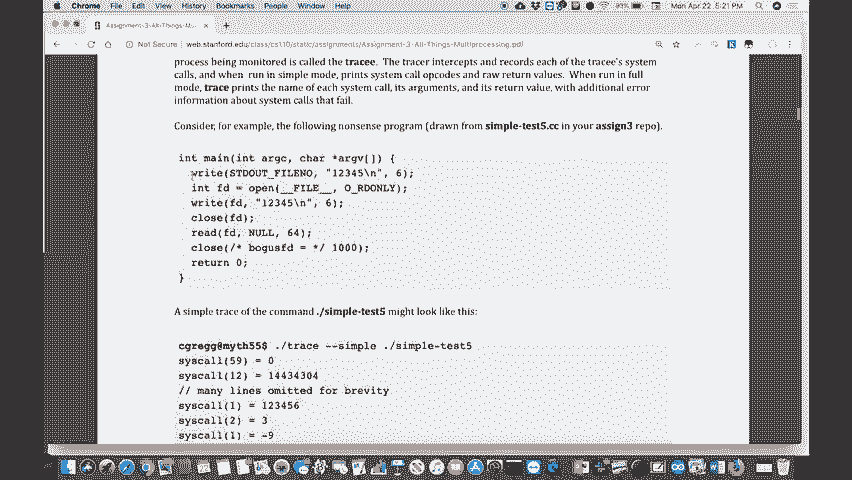 Chrome File Edit View History Bookmarks People Window Help
Mon Apr 22 5:21 PM
Assignment-3-All-Things-Mu
Not Secure web.stanford.edu/class/cs110/static/assignments/Assignment-3-All-Things-Multiprocessing.pdf
process being monitored is called the tracee. The tracer intercepts and records each of the tracee's system
calls, and when run in simple mode, prints system call opcodes and raw return values. When run in full
mode, trace prints the name of each system call, its arguments, and its return value, with additional error
information about system calls that fail.
Consider, for example, the following nonsense program (drawn from simple-test5.cc in your assign3 repo).
int main(int argc, char *argv[]) {
write(STDOUT_FILENO, "12345\n", 6);
int fd = open(__FILE__, O_RDONLY);
write(fd, "12345\n", 6);
close(fd);
read(fd, NULL, 64);
close(/* bogusfd = */ 1000);
return 0;
}
A simple trace of the command ./simple-test5 might look like this:
cgregg@myth55$ ./trace --simple ./simple-test5
syscall(59) = 0
syscall(12) = 14434304
// many lines omitted for brevity
syscall(1) = 123456
syscall(2) = 3
syscall(1) = -9